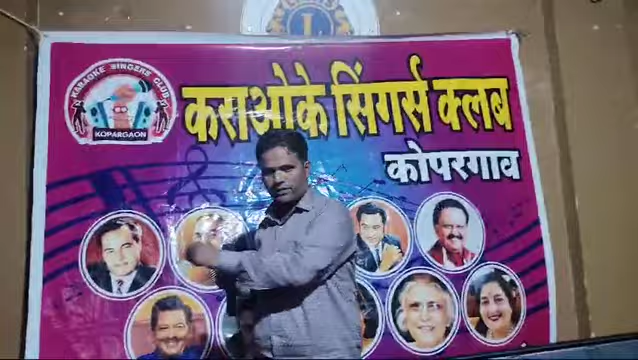 L
KARAOKE SINGERS CLUB
KOPARGAON
कराओके सिंगर्स क्लब
कोपरगाव